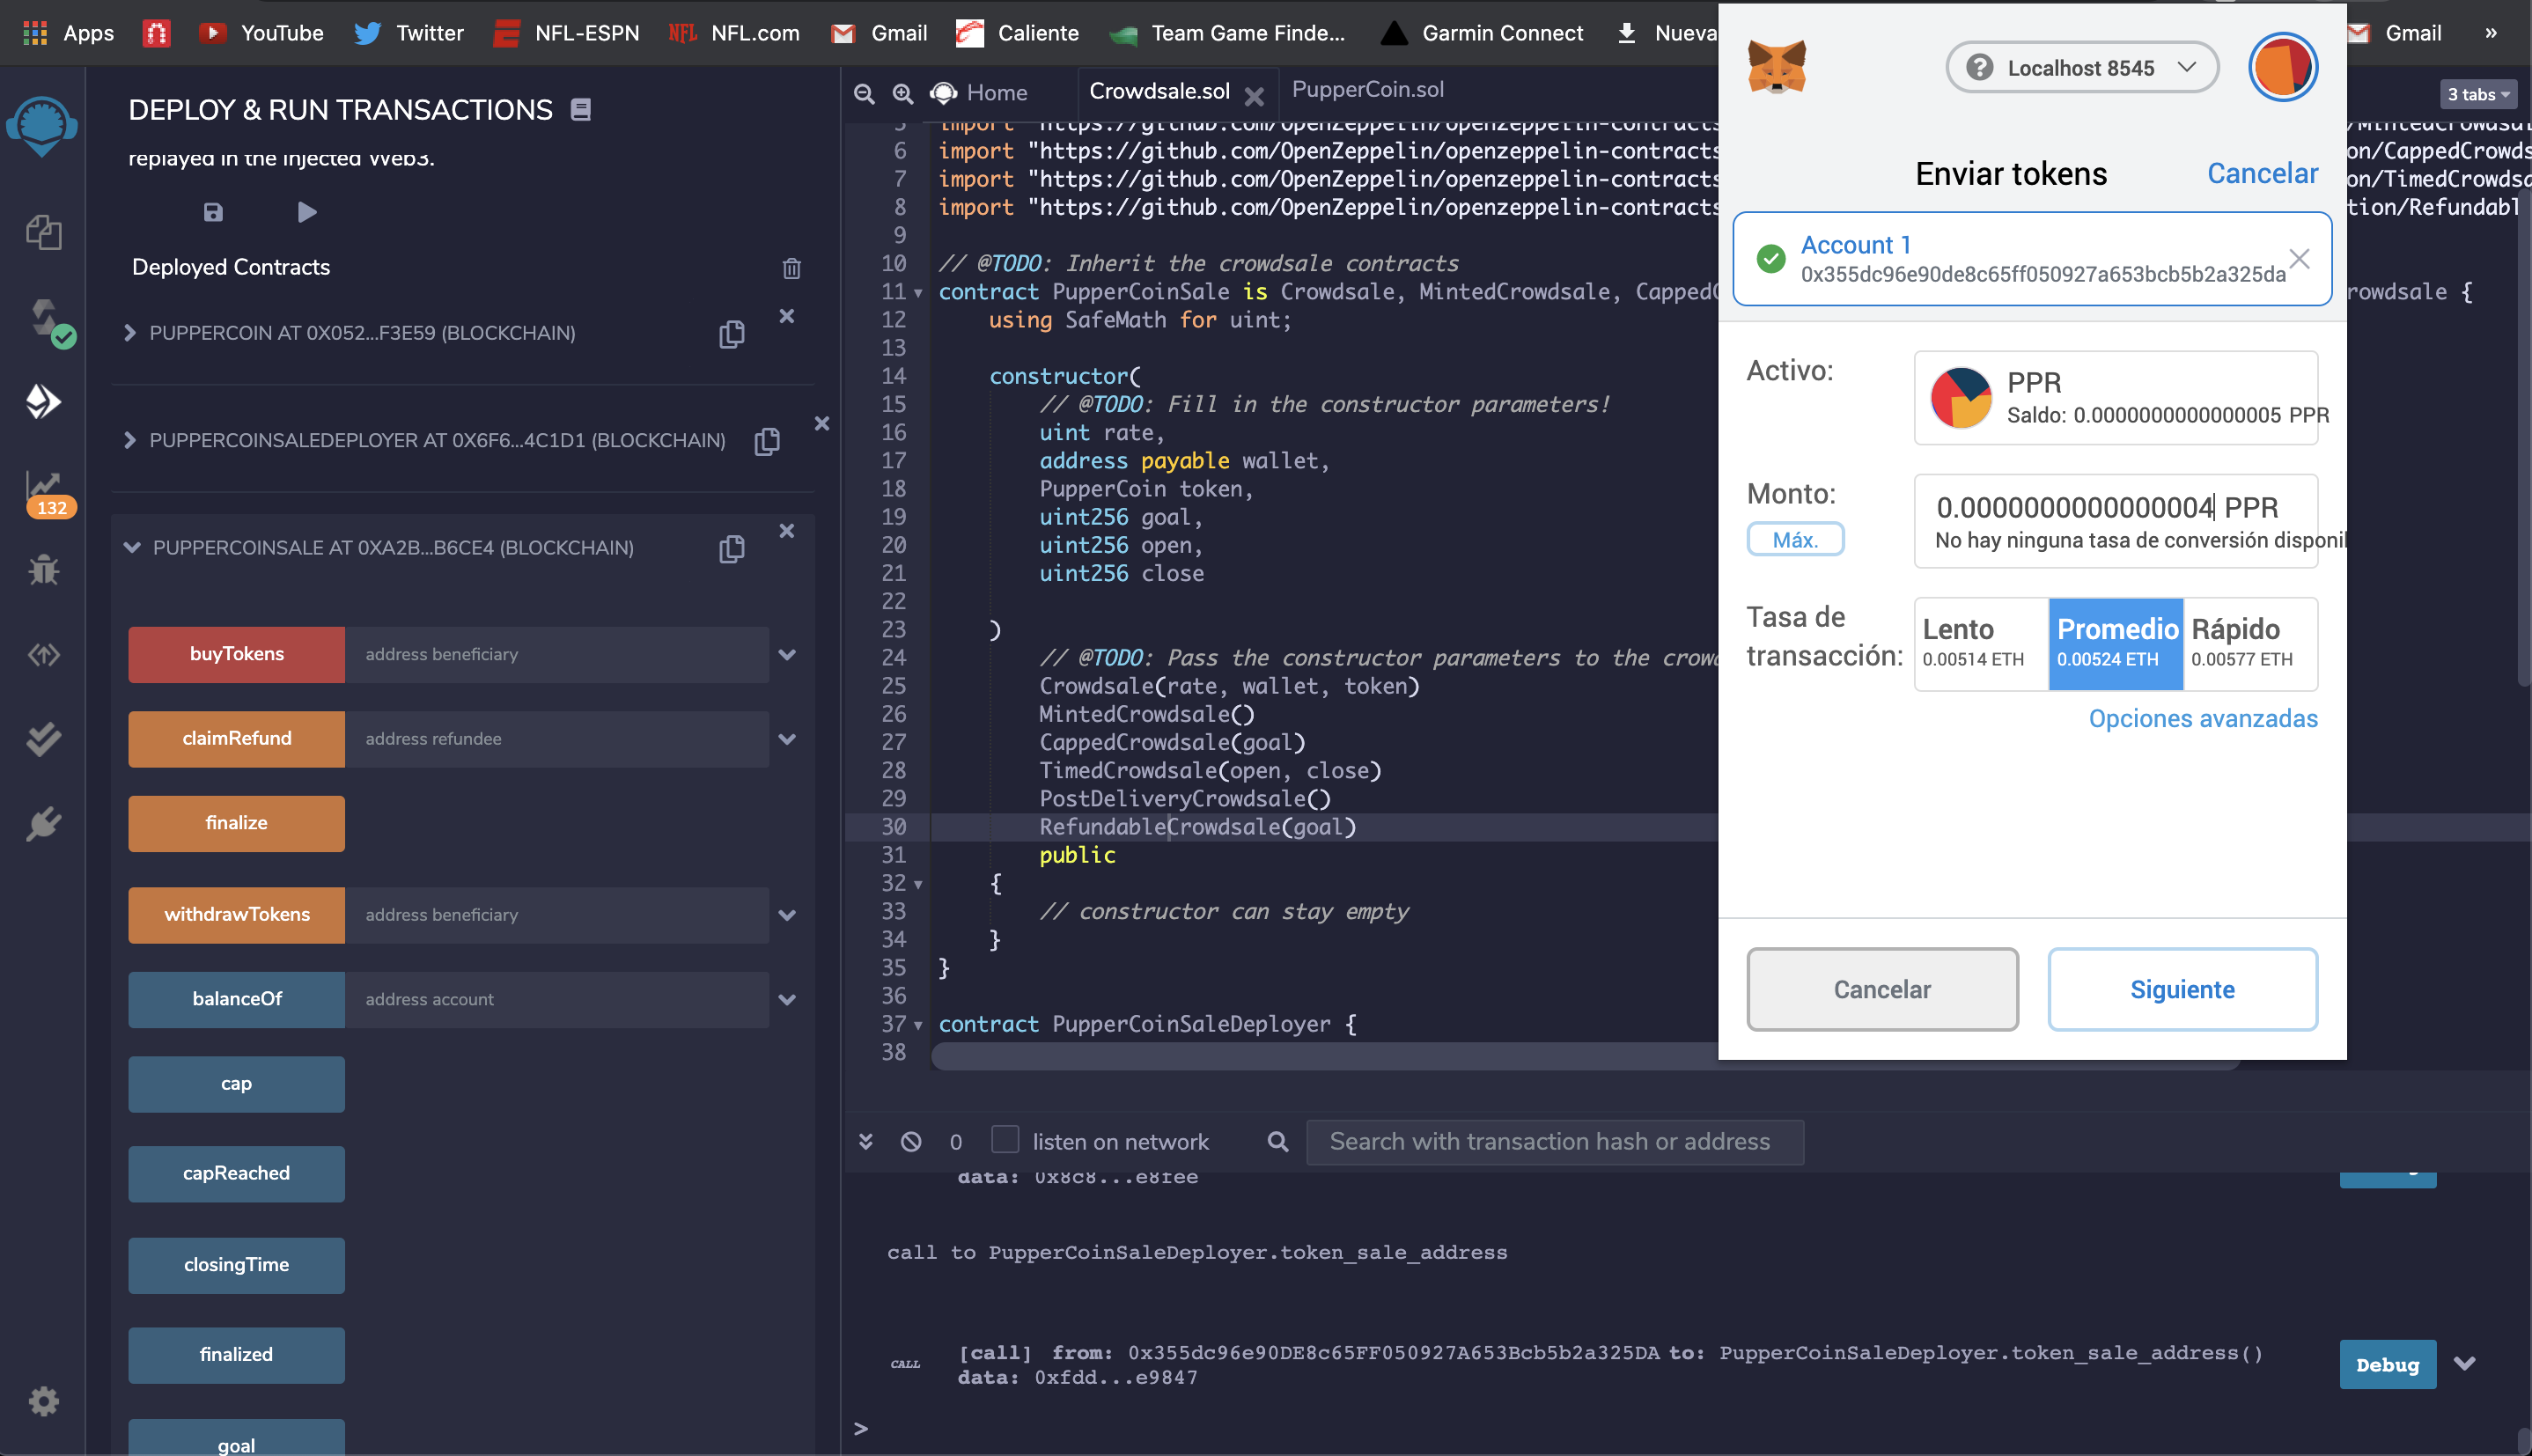 Apps
YouTube
Twitter
NFL-ESPN
NFL.com
Gmail
Caliente
Team Game Finde...
Garmin Connect
Nueva
Gmail
»
DEPLOY & RUN TRANSACTIONS
replayed in the injected Web3.
Deployed Contracts
PUPPERCOIN AT 0X052...F3E59 (BLOCKCHAIN)
PUPPERCOINSALEDEPLOYER AT 0X6F6...4C1D1 (BLOCKCHAIN)
132
PUPPERCOINSALE AT 0XA2B...B6CE4 (BLOCKCHAIN)
buyTokens address beneficiary
claimRefund address refundee
finalize
withdrawTokens address beneficiary
balanceOf address account
cap
capReached
closingTime
finalized
goal
Home
Crowdsale.sol
PupperCoin.sol
3 tabs
5 import "https://github.com/OpenZeppelin/openzeppelin-contracts /MintedCrowdsal
6 import "https://github.com/OpenZeppelin/openzeppelin-contracts on/CappedCrowds
7 import "https://github.com/OpenZeppelin/openzeppelin-contracts on/TimedCrowdsa
8 import "https://github.com/OpenZeppelin/openzeppelin-contracts tion/Refundabl
9
10 // @TODO: Inherit the crowdsale contracts
11 contract PupperCoinSale is Crowdsale, MintedCrowdsale, CappedC rowdsale {
12 using SafeMath for uint;
13
14 constructor(
15 // @TODO: Fill in the constructor parameters!
16 uint rate,
17 address payable wallet,
18 PupperCoin token,
19 uint256 goal,
20 uint256 open,
21 uint256 close
22
23 )
24 // @TODO: Pass the constructor parameters to the crowd
25 Crowdsale(rate, wallet, token)
26 MintedCrowdsale()
27 CappedCrowdsale(goal)
28 TimedCrowdsale(open, close)
29 PostDeliveryCrowdsale()
30 RefundableCrowdsale(goal)
31 public
32 {
33 // constructor can stay empty
34 }
35 }
36
37 contract PupperCoinSaleDeployer {
38
Localhost 8545
Enviar tokens
Cancelar
Account 1
0x355dc96e90de8c65ff050927a653bcb5b2a325da
Activo:
PPR
Saldo: 0.0000000000000005 PPR
Monto:
Máx.
0.0000000000000004 PPR
No hay ninguna tasa de conversión disponil
Tasa de
transacción:
Lento
0.00514 ETH
Promedio
0.00524 ETH
Rápido
0.00577 ETH
Opciones avanzadas
Cancelar
Siguiente
0
listen on network
Search with transaction hash or address
data: 0x8c8...e8fee
call to PupperCoinSaleDeployer.token_sale_address
CALL
[call] from: 0x355dc96e90DE8c65FF050927A653Bcb5b2a325DA to: PupperCoinSaleDeployer.token_sale_address()
data: 0xfdd...e9847
Debug
>